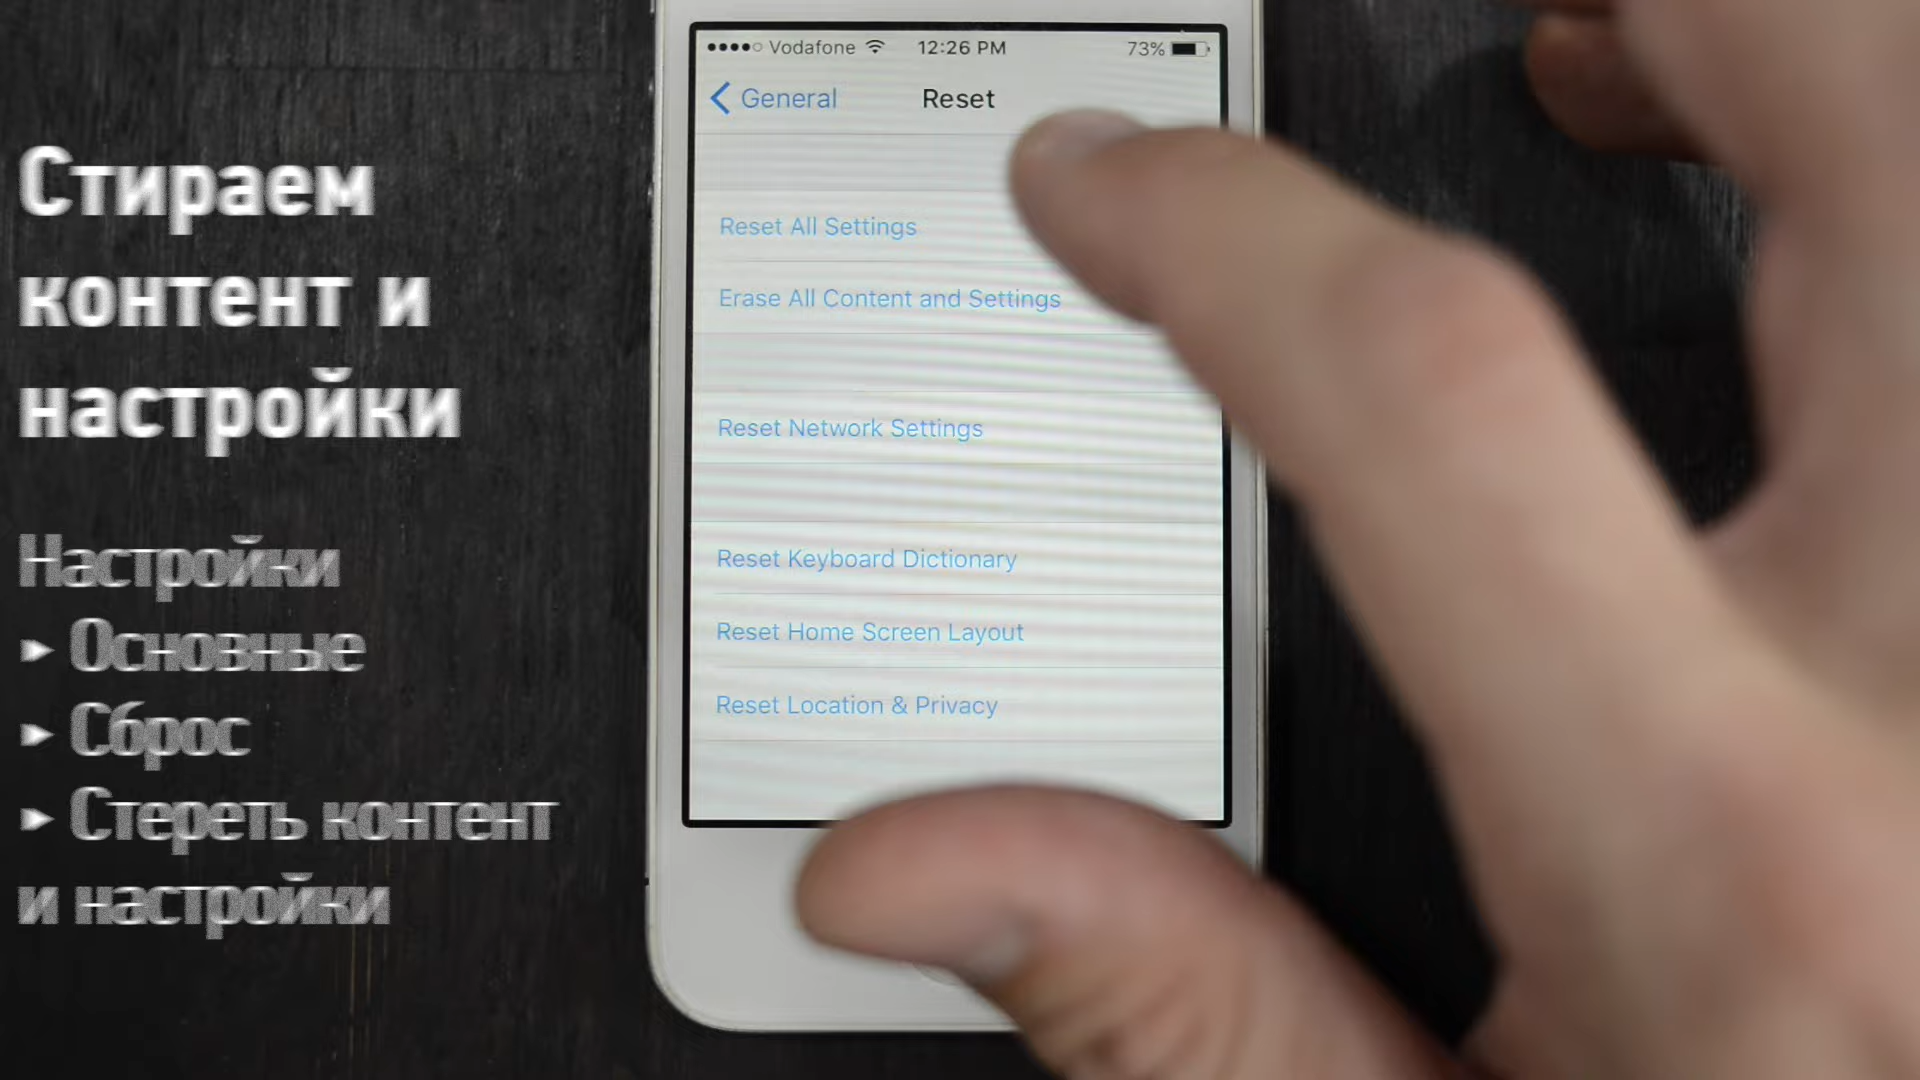 Стираем
контент и
настройки
Настройки
▸ Основные
▸ Сброс
▸ Стереть контент
и настройки
Vodafone 12:26 PM 73%
General Reset
Reset All Settings
Erase All Content and Settings
Reset Network Settings
Reset Keyboard Dictionary
Reset Home Screen Layout
Reset Location & Privacy